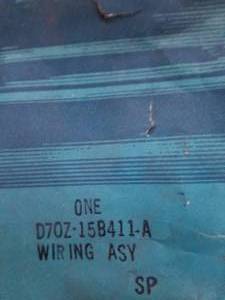 ONE
D7OZ-15B411-A
WIRING ASY
SP